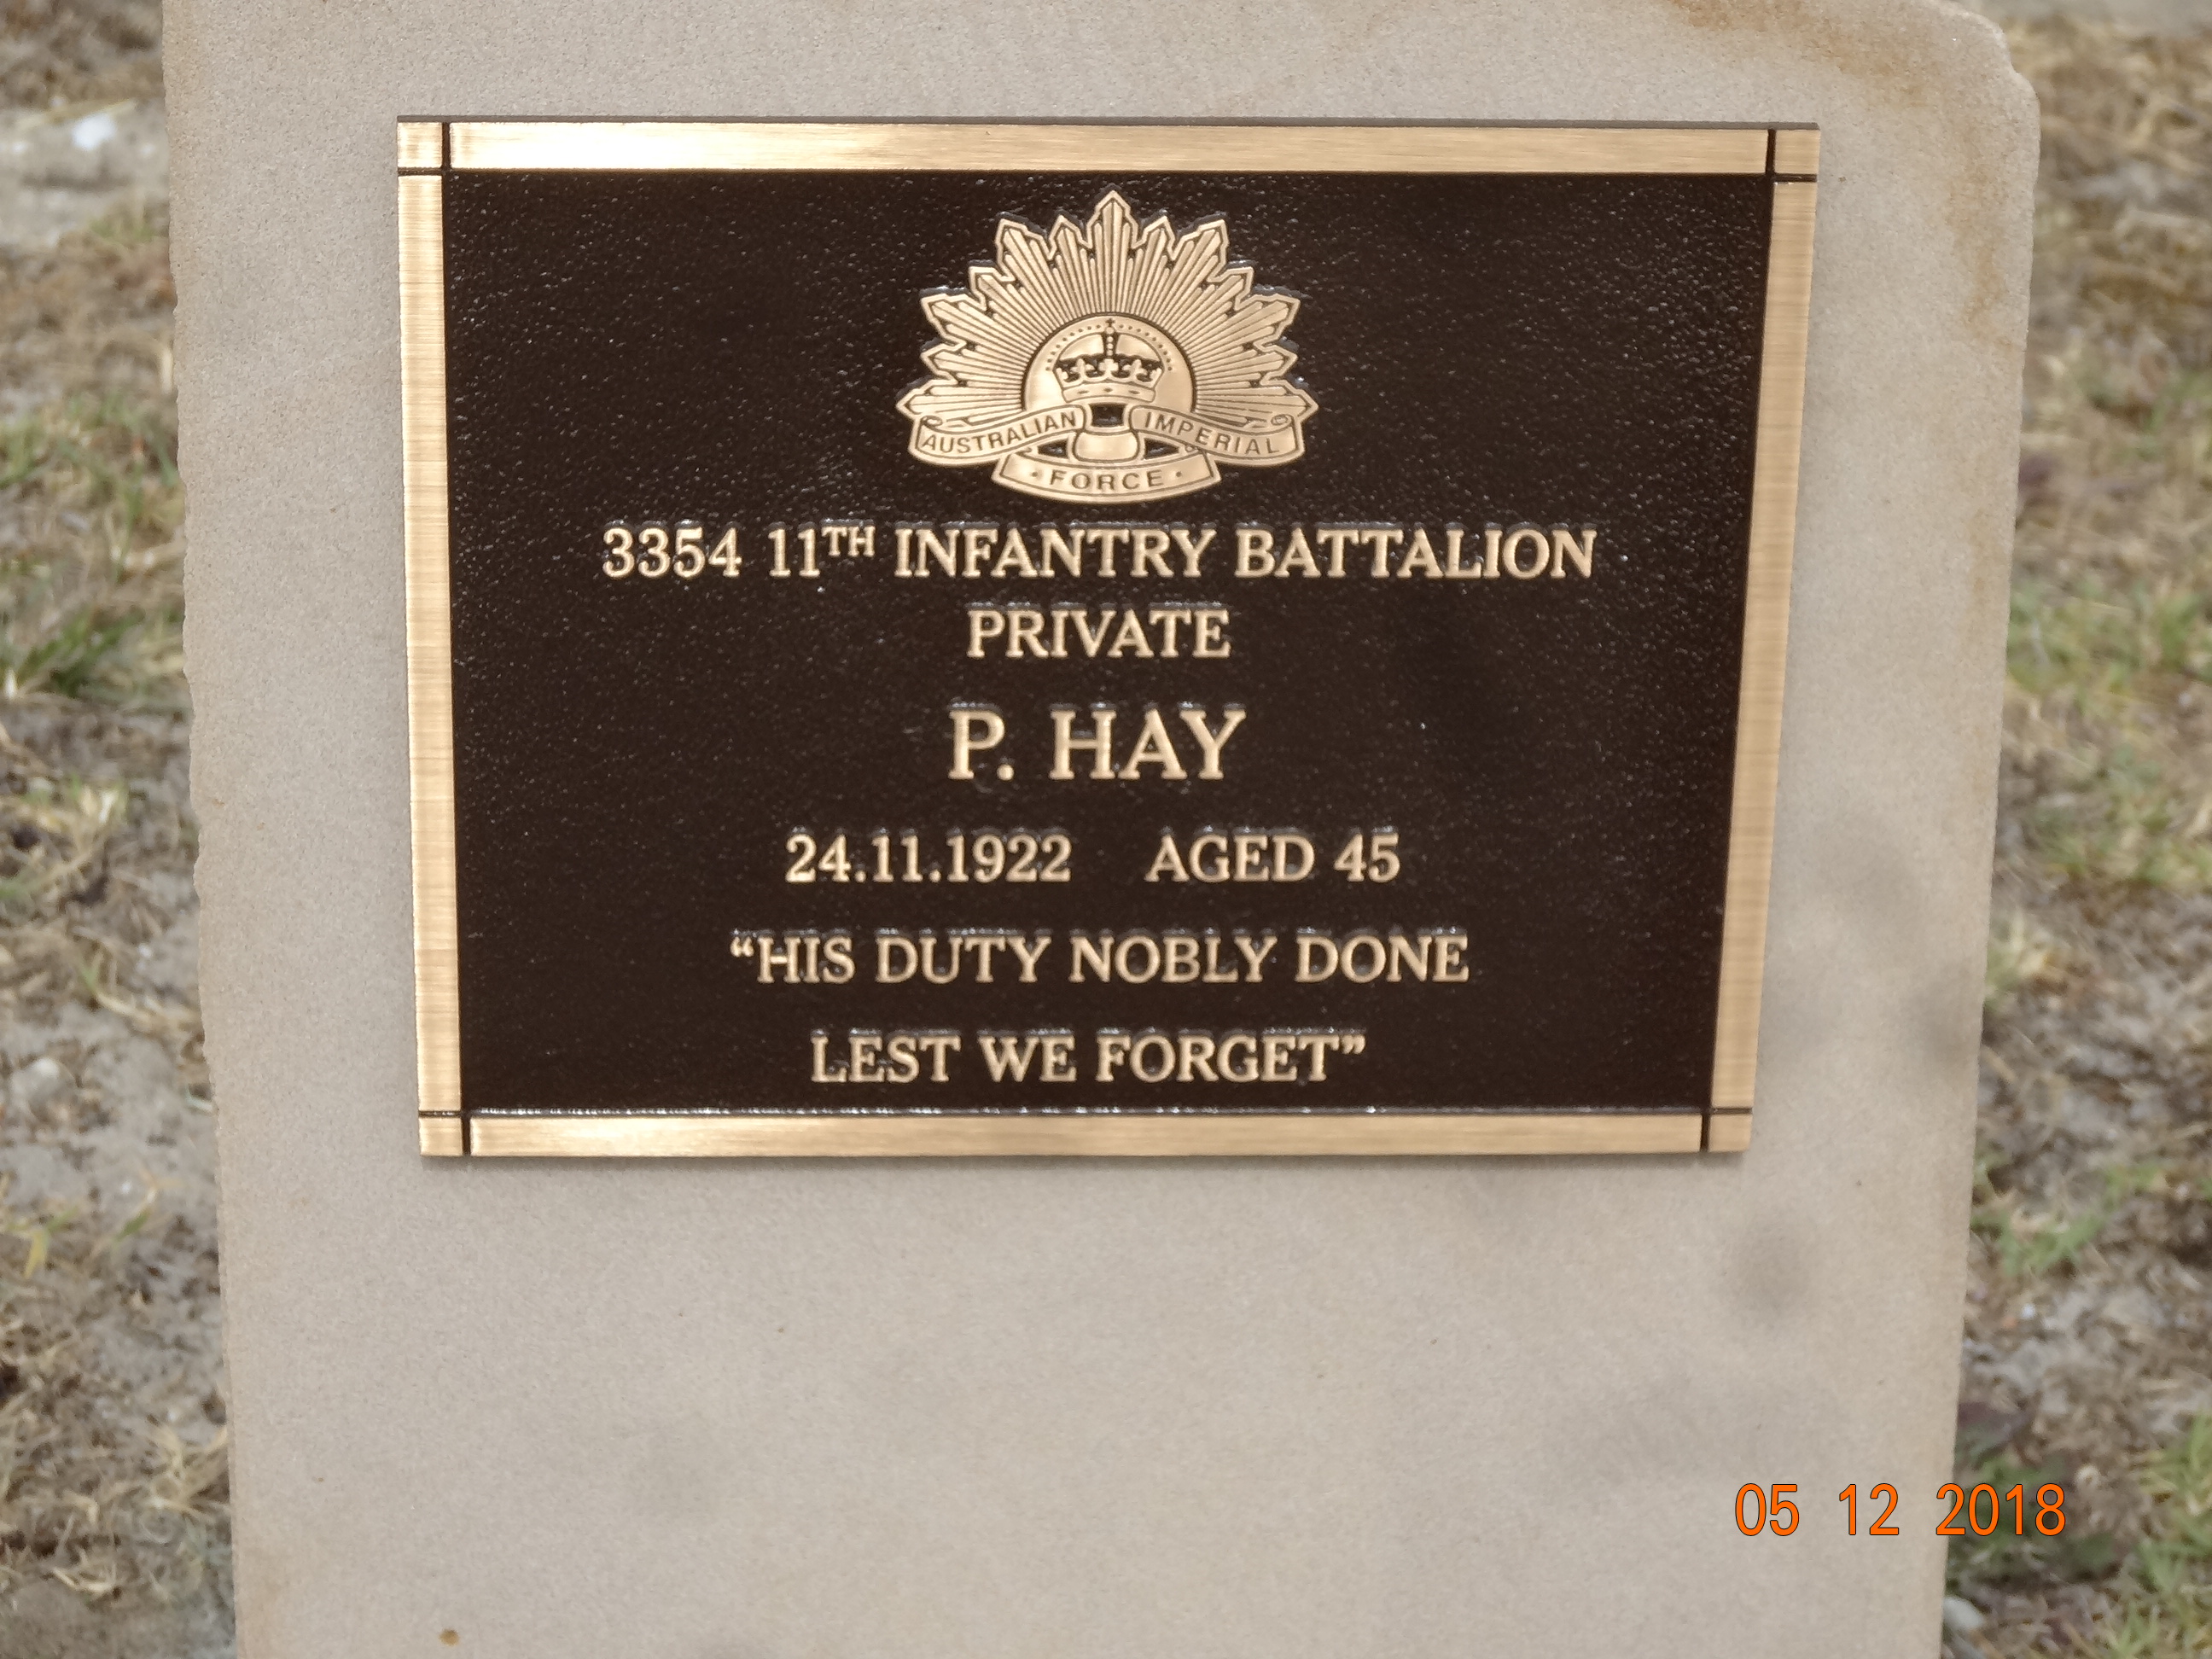 AUSTRALIAN IMPERIAL
· FORCE ·
3354 11TH INFANTRY BATTALION
PRIVATE
P. HAY
24.11.1922 AGED 45
“HIS DUTY NOBLY DONE
LEST WE FORGET”
05 12 2018